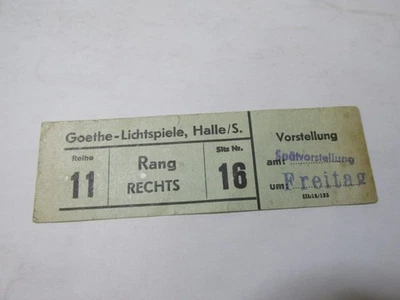 Goethe-Lichtspiele, Halle/S.
Reihe
11
Rang
RECHTS
Sitz Nr.
16
Vorstellung
am:
Spätvorstellung
um:
Freitag